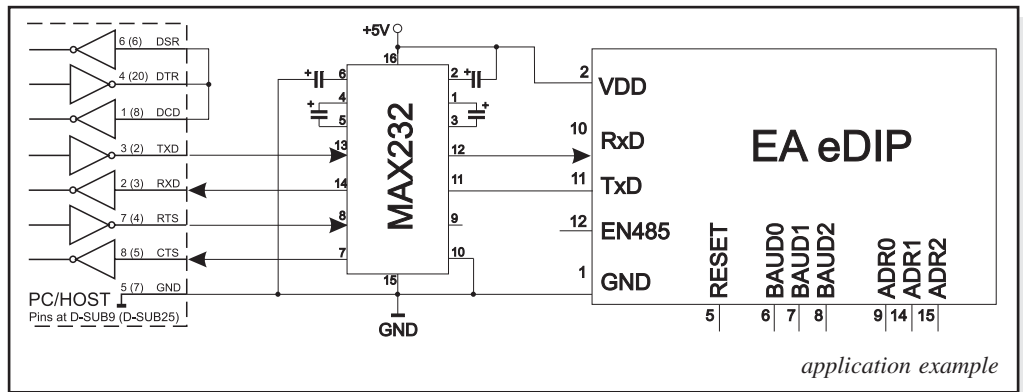 +5V
6 (6) DSR
4 (20) DTR
1 (8) DCD
3 (2) TXD
2 (3) RXD
7 (4) RTS
8 (5) CTS
5 (7) GND
PC/HOST
Pins at D-SUB9 (D-SUB25)
16
+ 6 2 +
+ 4 1 +
5 3
13 12
14 11
8 9
7 10
15
MAX232
GND
2 VDD
10 RxD
11 TxD
12 EN485
1 GND
EA eDIP
RESET BAUD0 BAUD1 BAUD2 ADR0 ADR1 ADR2
5 6 7 8 9 14 15
application example